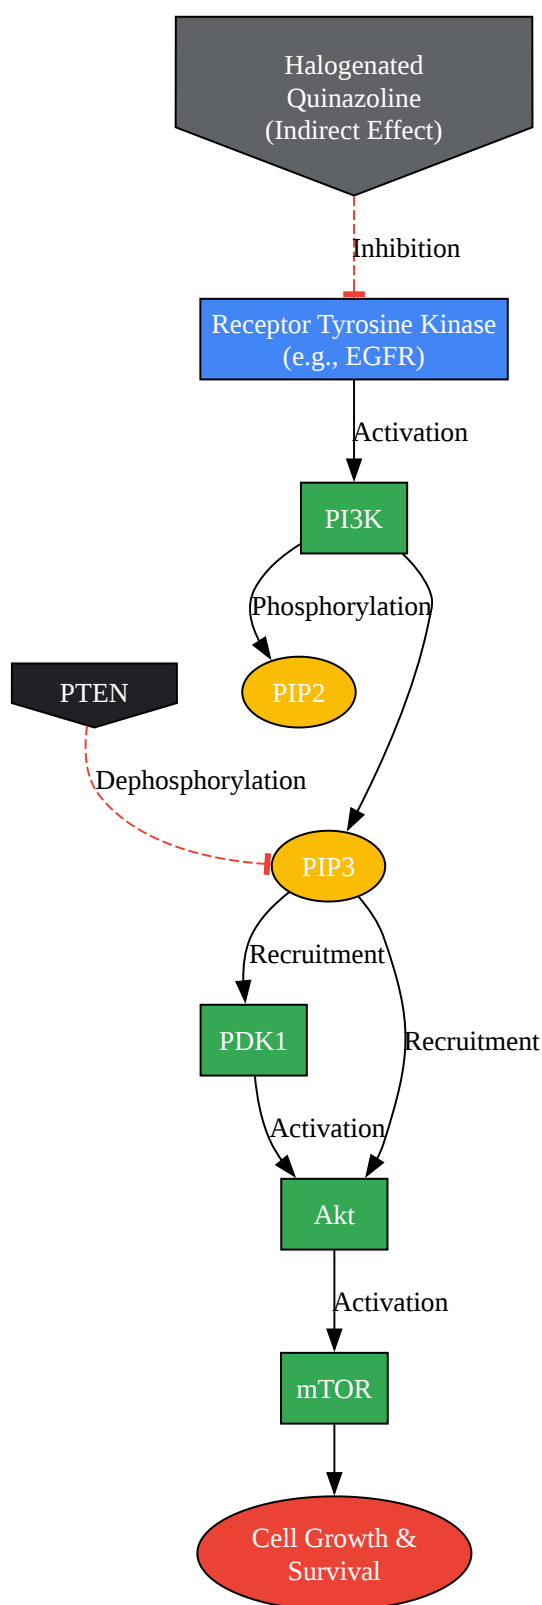 Halogenated
Quinazoline
(Indirect Effect)
Inhibition
Receptor Tyrosine Kinase
(e.g., EGFR)
Activation
PI3K
Phosphorylation
PIP2
PTEN
Dephosphorylation
PIP3
Recruitment
PDK1
Recruitment
Activation
Akt
Activation
mTOR
Cell Growth &
Survival